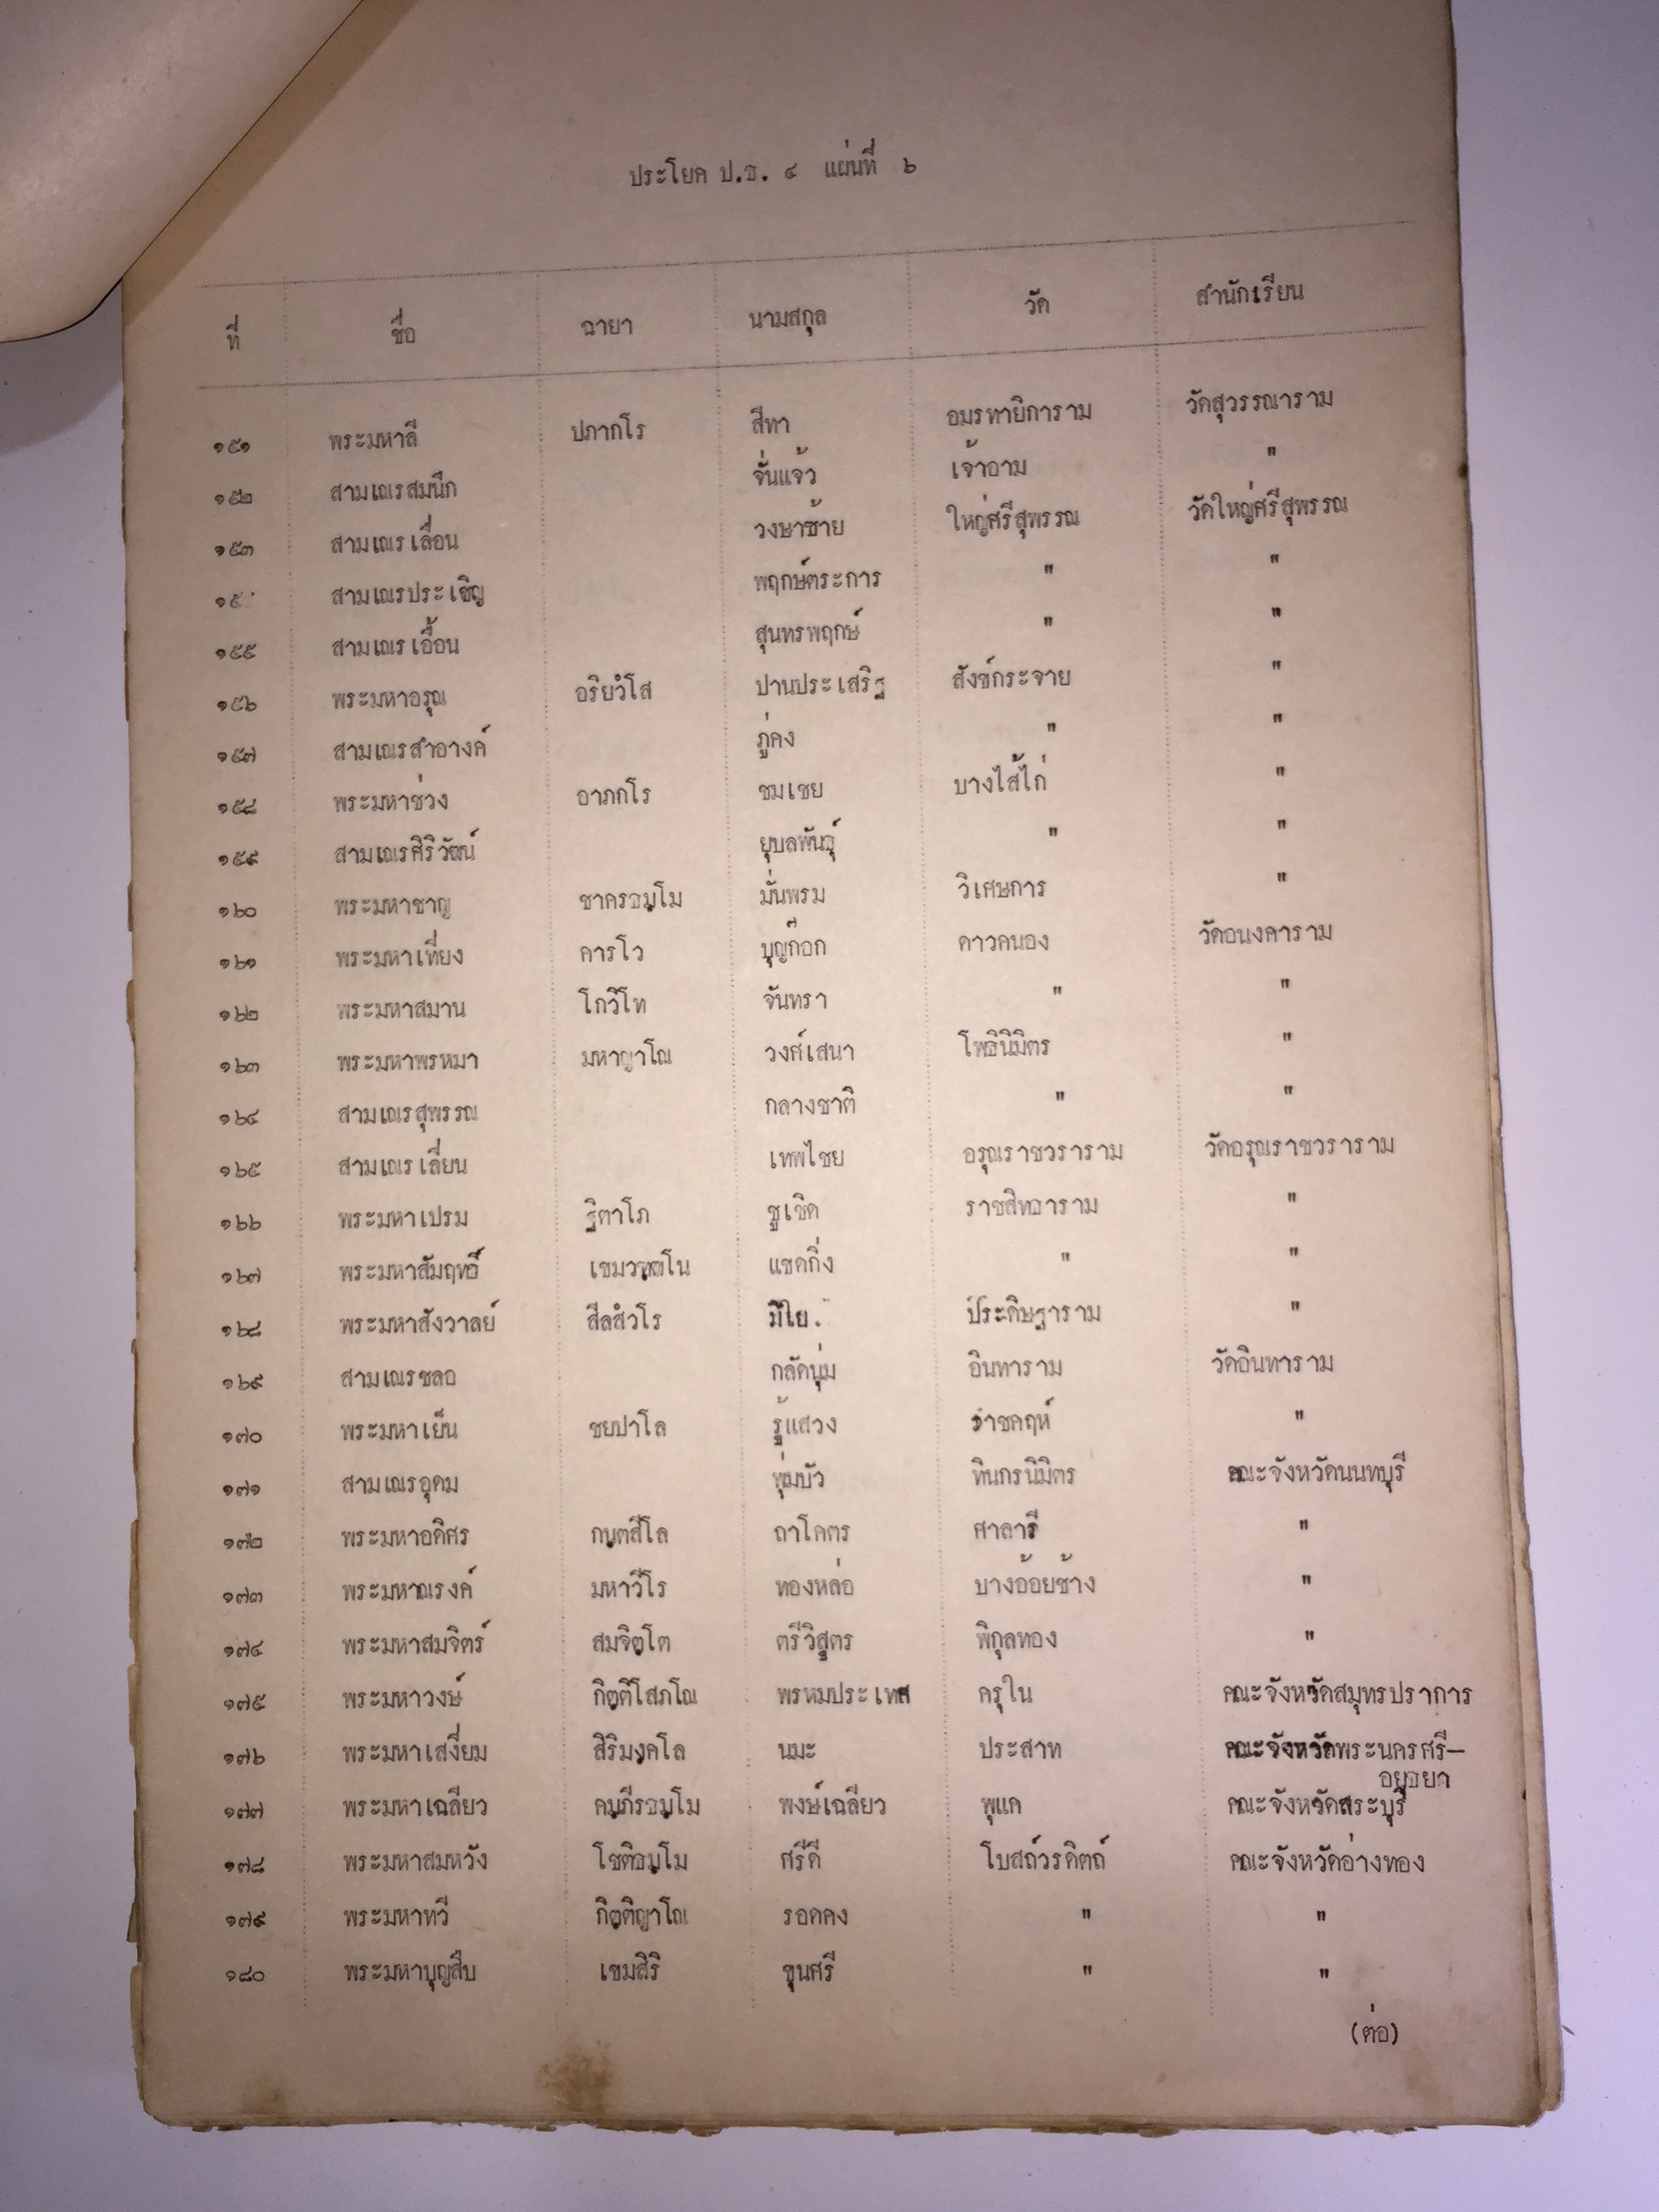 ประโยค ป.ธ. ๔ แผ่นที่ ๖
ที่ ชื่อ ฉายา นามสกุล วัด สำนักเรียน
๑๕๑ พระมหาลี ปภากโร สีทา อมรทายิการาม วัดสุวรรณาราม
๑๕๒ สามเณรสมนึก จั่นแจ้ว เจ้าอาม "
๑๕๓ สามเณรเลื่อน วงษาซ้าย ใหญ่ศรีสุพรรณ วัดใหญ่ศรีสุพรรณ
๑๕ สามเณรประเชิญ พฤกษ์ตระการ " "
๑๕๕ สามเณรเอื้อน สุนทรพฤกษ์ " "
๑๕๖ พระมหาอรุณ อริยวํโส ปานประเสริฐ สังข์กระจาย "
๑๕๗ สามเณรสำอางค์ ภู่คง " "
๑๕๘ พระมหาช่วง อาภกโร ชมเชย บางไส้ไก่ "
๑๕๙ สามเณรศิริวัฒน์ ยุบลพันธุ์ " "
๑๖๐ พระมหาชาญ ชาครธมฺโม มั่นพรม วิเศษการ "
๑๖๑ พระมหาเที่ยง คารโว บุญก๊อก ดาวคนอง วัดอนงคาราม
๑๖๒ พระมหาสมาน โกวิโท จันทรา " "
๑๖๓ พระมหาพรหมา มหาญาโณ วงศ์เสนา โพธินิมิตร "
๑๖๔ สามเณรสุพรรณ กลางชาติ " "
๑๖๕ สามเณรเลี่ยน เทพไชย อรุณราชวราราม วัดอรุณราชวราราม
๑๖๖ พระมหาเปรม ฐิตาโภ ชูเชิด ราชสิทธาราม "
๑๖๗ พระมหาสัมฤทธิ์ แขดกิ่ง " "
๑๖๘ พระมหาสังวาลย์ สีลสํวโร ประดิษฐาราม "
๑๖๙ สามเณรชลอ กลัดนุ่ม อินทาราม วัดอินทาราม
๑๗๐ พระมหาเย็น ชยปาโล รู้แสวง ราชคฤห์ "
๑๗๑ สามเณรอุดม พุ่มบัว ทินกรนิมิตร คณะจังหวัดนนทบุรี
๑๗๒ พระมหาอดิศร กนฺตสีโล ถาโคตร ศาลารี "
๑๗๓ พระมหาณรงค์ มหาวีโร ทองหล่อ บางอ้อยช้าง "
๑๗๔ พระมหาสมจิตร์ สมจิตฺโต ตรีวิสูตร พิกุลทอง "
๑๗๕ พระมหาวงษ์ กิตฺติโสภโณ พรหมประเทศ ครุใน คณะจังหวัดสมุทรปราการ
๑๗๖ พระมหาเสงี่ยม สิริมงฺคโล นมะ ประสาท คณะจังหวัดพระนครศรี–
อยุธยา
๑๗๗ พระมหาเฉลียว คมฺภีรธมฺโม พงษ์เฉลียว พุแค คณะจังหวัดสระบุรี
๑๗๘ พระมหาสมหวัง โชติธมฺโม ศรีดี โบสถ์วรดิตถ์ คณะจังหวัดอ่างทอง
๑๗๙ พระมหาทวี กิตฺติญาโณ รอดคง " "
๑๘๐ พระมหาบุญสืบ เขมสิริ ขุนศรี " "
(ต่อ)